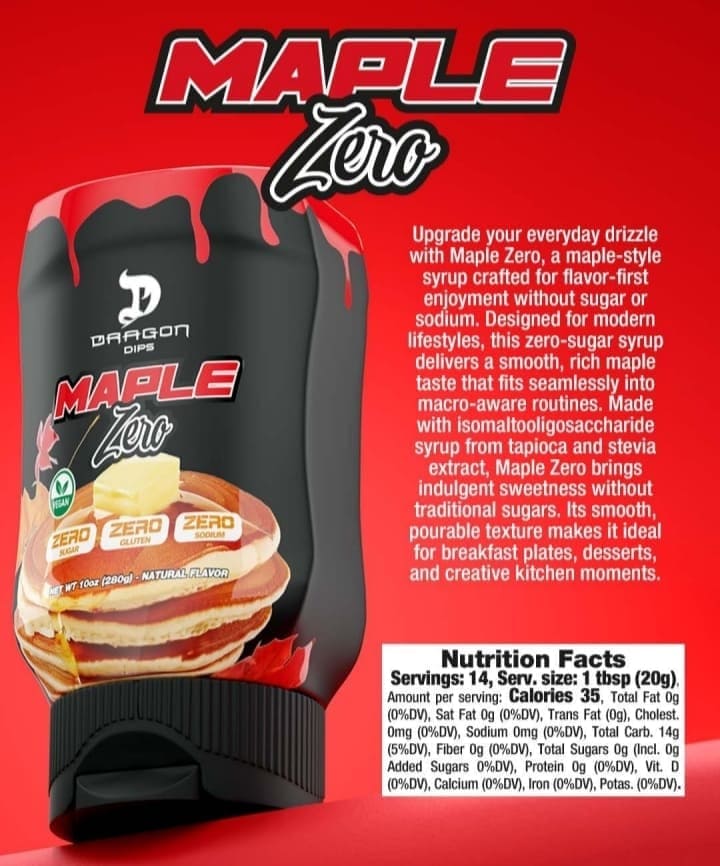 MAPLE
Zero
Upgrade your everyday drizzle
with Maple Zero, a maple-style
syrup crafted for flavor-first
enjoyment without sugar or
sodium. Designed for modern
lifestyles, this zero-sugar syrup
delivers a smooth, rich maple
taste that fits seamlessly into
macro-aware routines. Made
with isomaltooligosaccharide
syrup from tapioca and stevia
extract, Maple Zero brings
indulgent sweetness without
traditional sugars. Its smooth,
pourable texture makes it ideal
for breakfast plates, desserts,
and creative kitchen moments.
D
DRAGON
DIPS
MAPLE
Zero
VEGAN
ZERO
SUGAR
ZERO
GLUTEN
ZERO
SODIUM
NET WT 10oz (280g) - NATURAL FLAVOR
Nutrition Facts
Servings: 14, Serv. size: 1 tbsp (20g),
Amount per serving: Calories 35, Total Fat 0g
(0%DV), Sat Fat 0g (0%DV), Trans Fat (0g), Cholest.
0mg (0%DV), Sodium 0mg (0%DV), Total Carb. 14g
(5%DV), Fiber 0g (0%DV), Total Sugars 0g (Incl. 0g
Added Sugars 0%DV), Protein 0g (0%DV), Vit. D
(0%DV), Calcium (0%DV), Iron (0%DV), Potas. (0%DV).